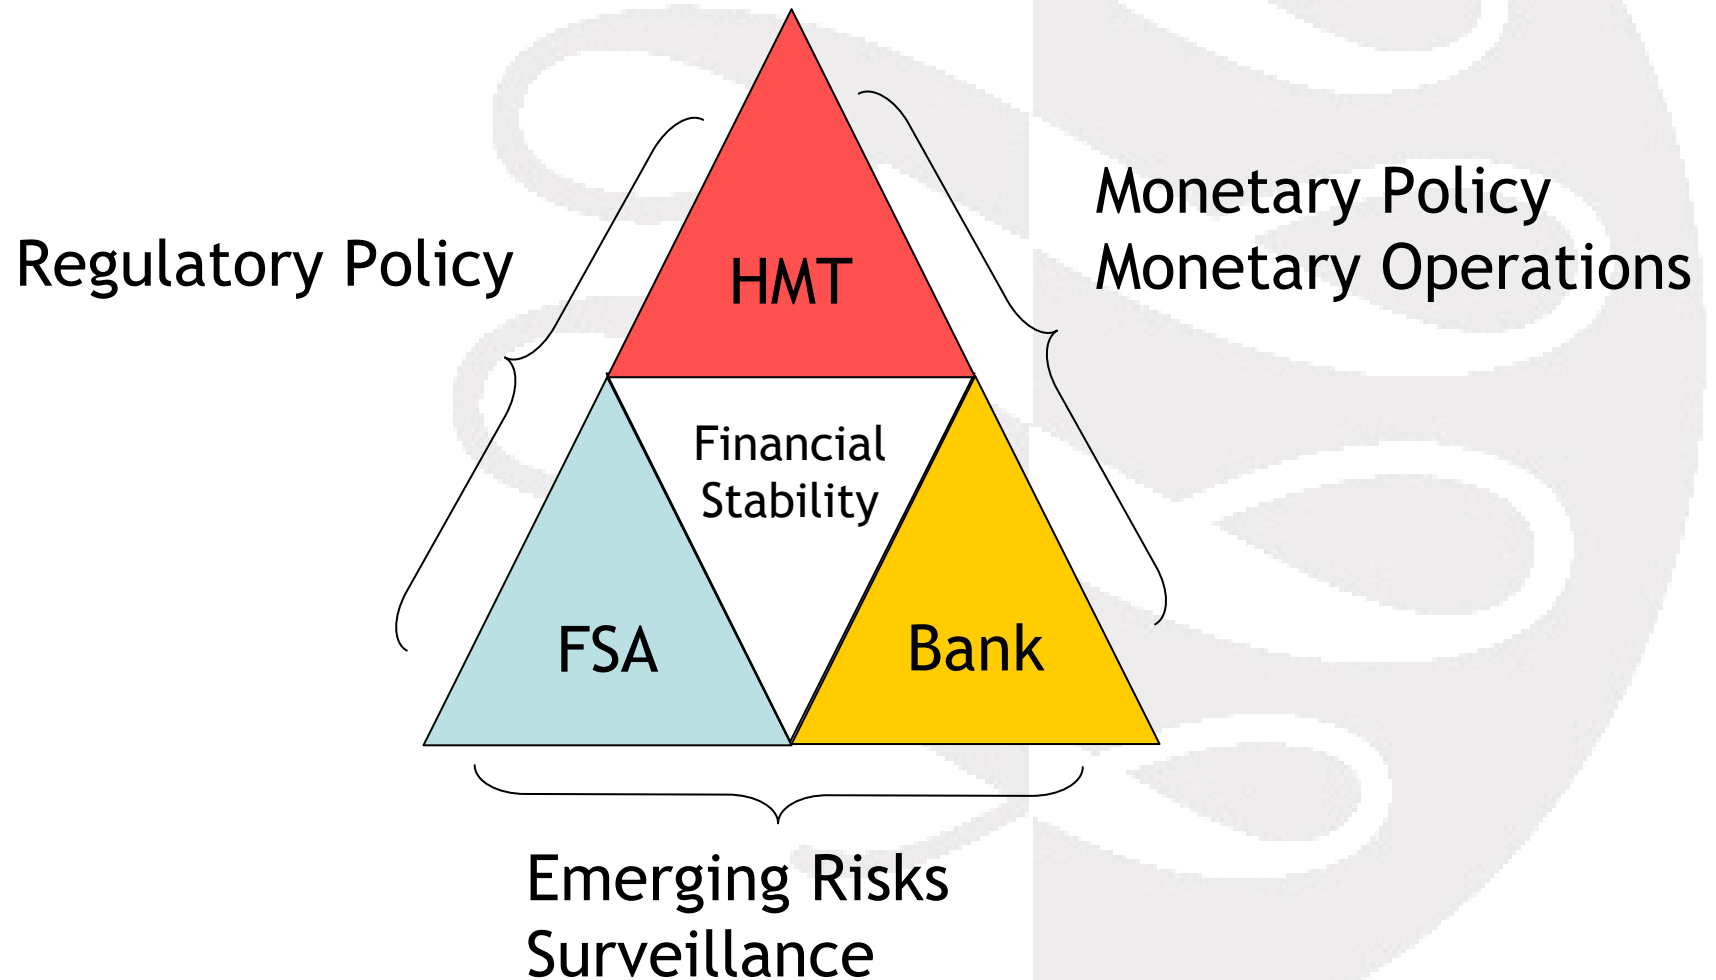 Monetary Policy
Monetary Operations
Regulatory Policy
HMT
Financial
Stability
FSA
Bank
Emerging Risks
Surveillance